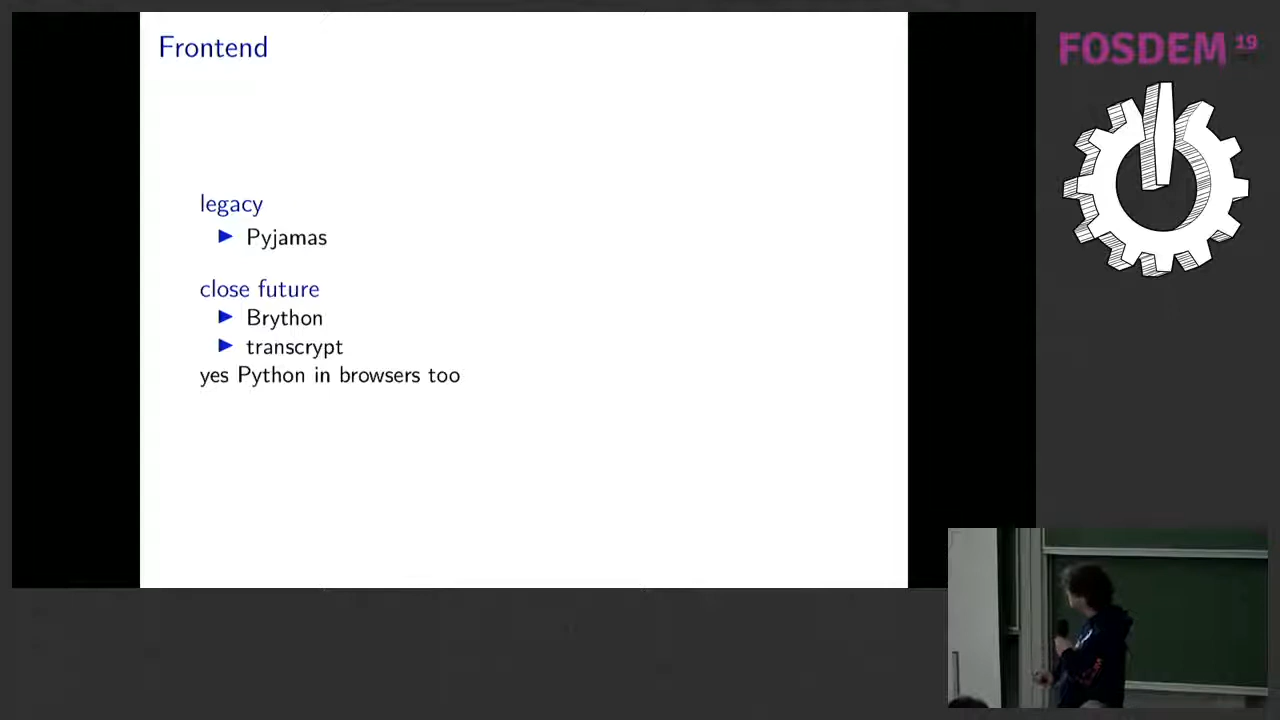 Frontend
FOSDEM 19
legacy
▶ Pyjamas
close future
▶ Brython
▶ transcrypt
yes Python in browsers too